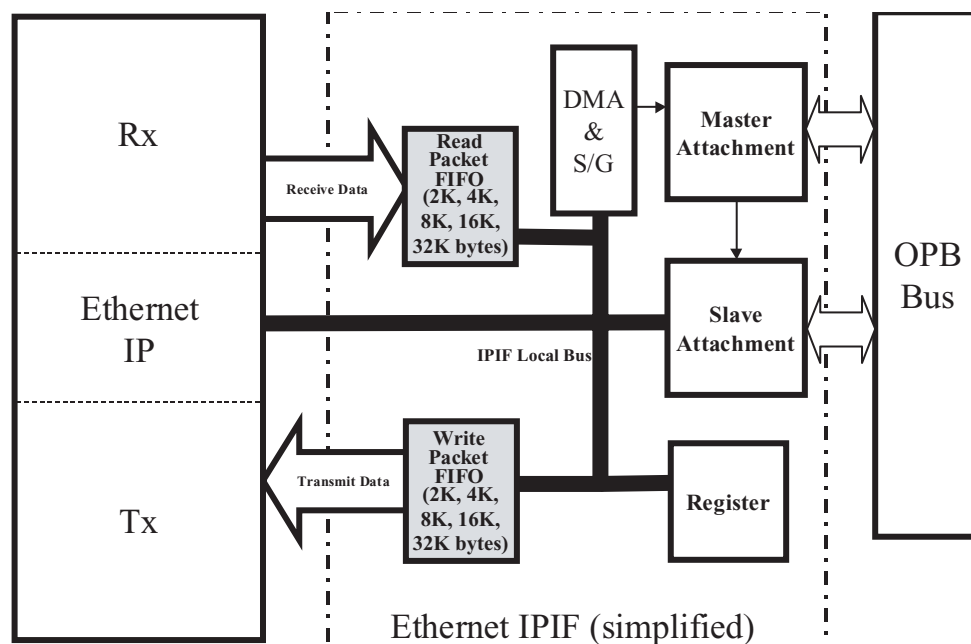 Rx
Ethernet
IP
Tx
Receive Data
Read
Packet
FIFO
(2K, 4K,
8K, 16K,
32K bytes)
DMA
&
S/G
Master
Attachment
Slave
Attachment
OPB
Bus
IPIF Local Bus
Transmit Data
Write
Packet
FIFO
(2K, 4K,
8K, 16K,
32K bytes)
Register
Ethernet IPIF (simplified)